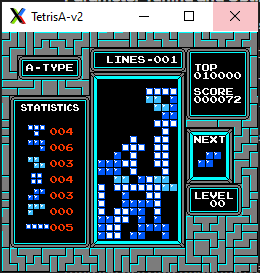 TetrisA-v2
A-TYPE
LINES-001
TOP
010000
SCORE
000072
STATISTICS
004
006
003
004
003
000
005
NEXT
LEVEL
00